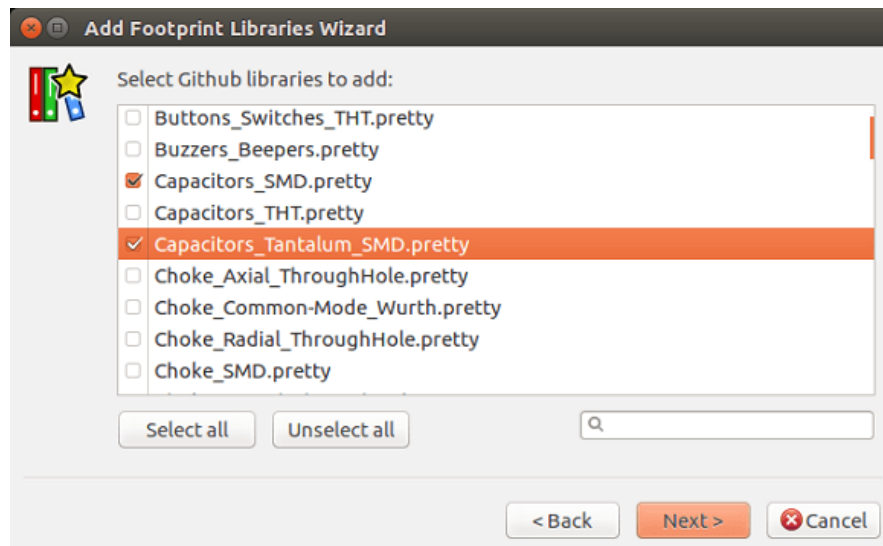 Add Footprint Libraries Wizard
Select Github libraries to add:
Buttons_Switches_THT.pretty
Buzzers_Beepers.pretty
Capacitors_SMD.pretty
Capacitors_THT.pretty
Capacitors_Tantalum_SMD.pretty
Choke_Axial_ThroughHole.pretty
Choke_Common-Mode_Wurth.pretty
Choke_Radial_ThroughHole.pretty
Choke_SMD.pretty
Select all Unselect all
< Back Next > Cancel